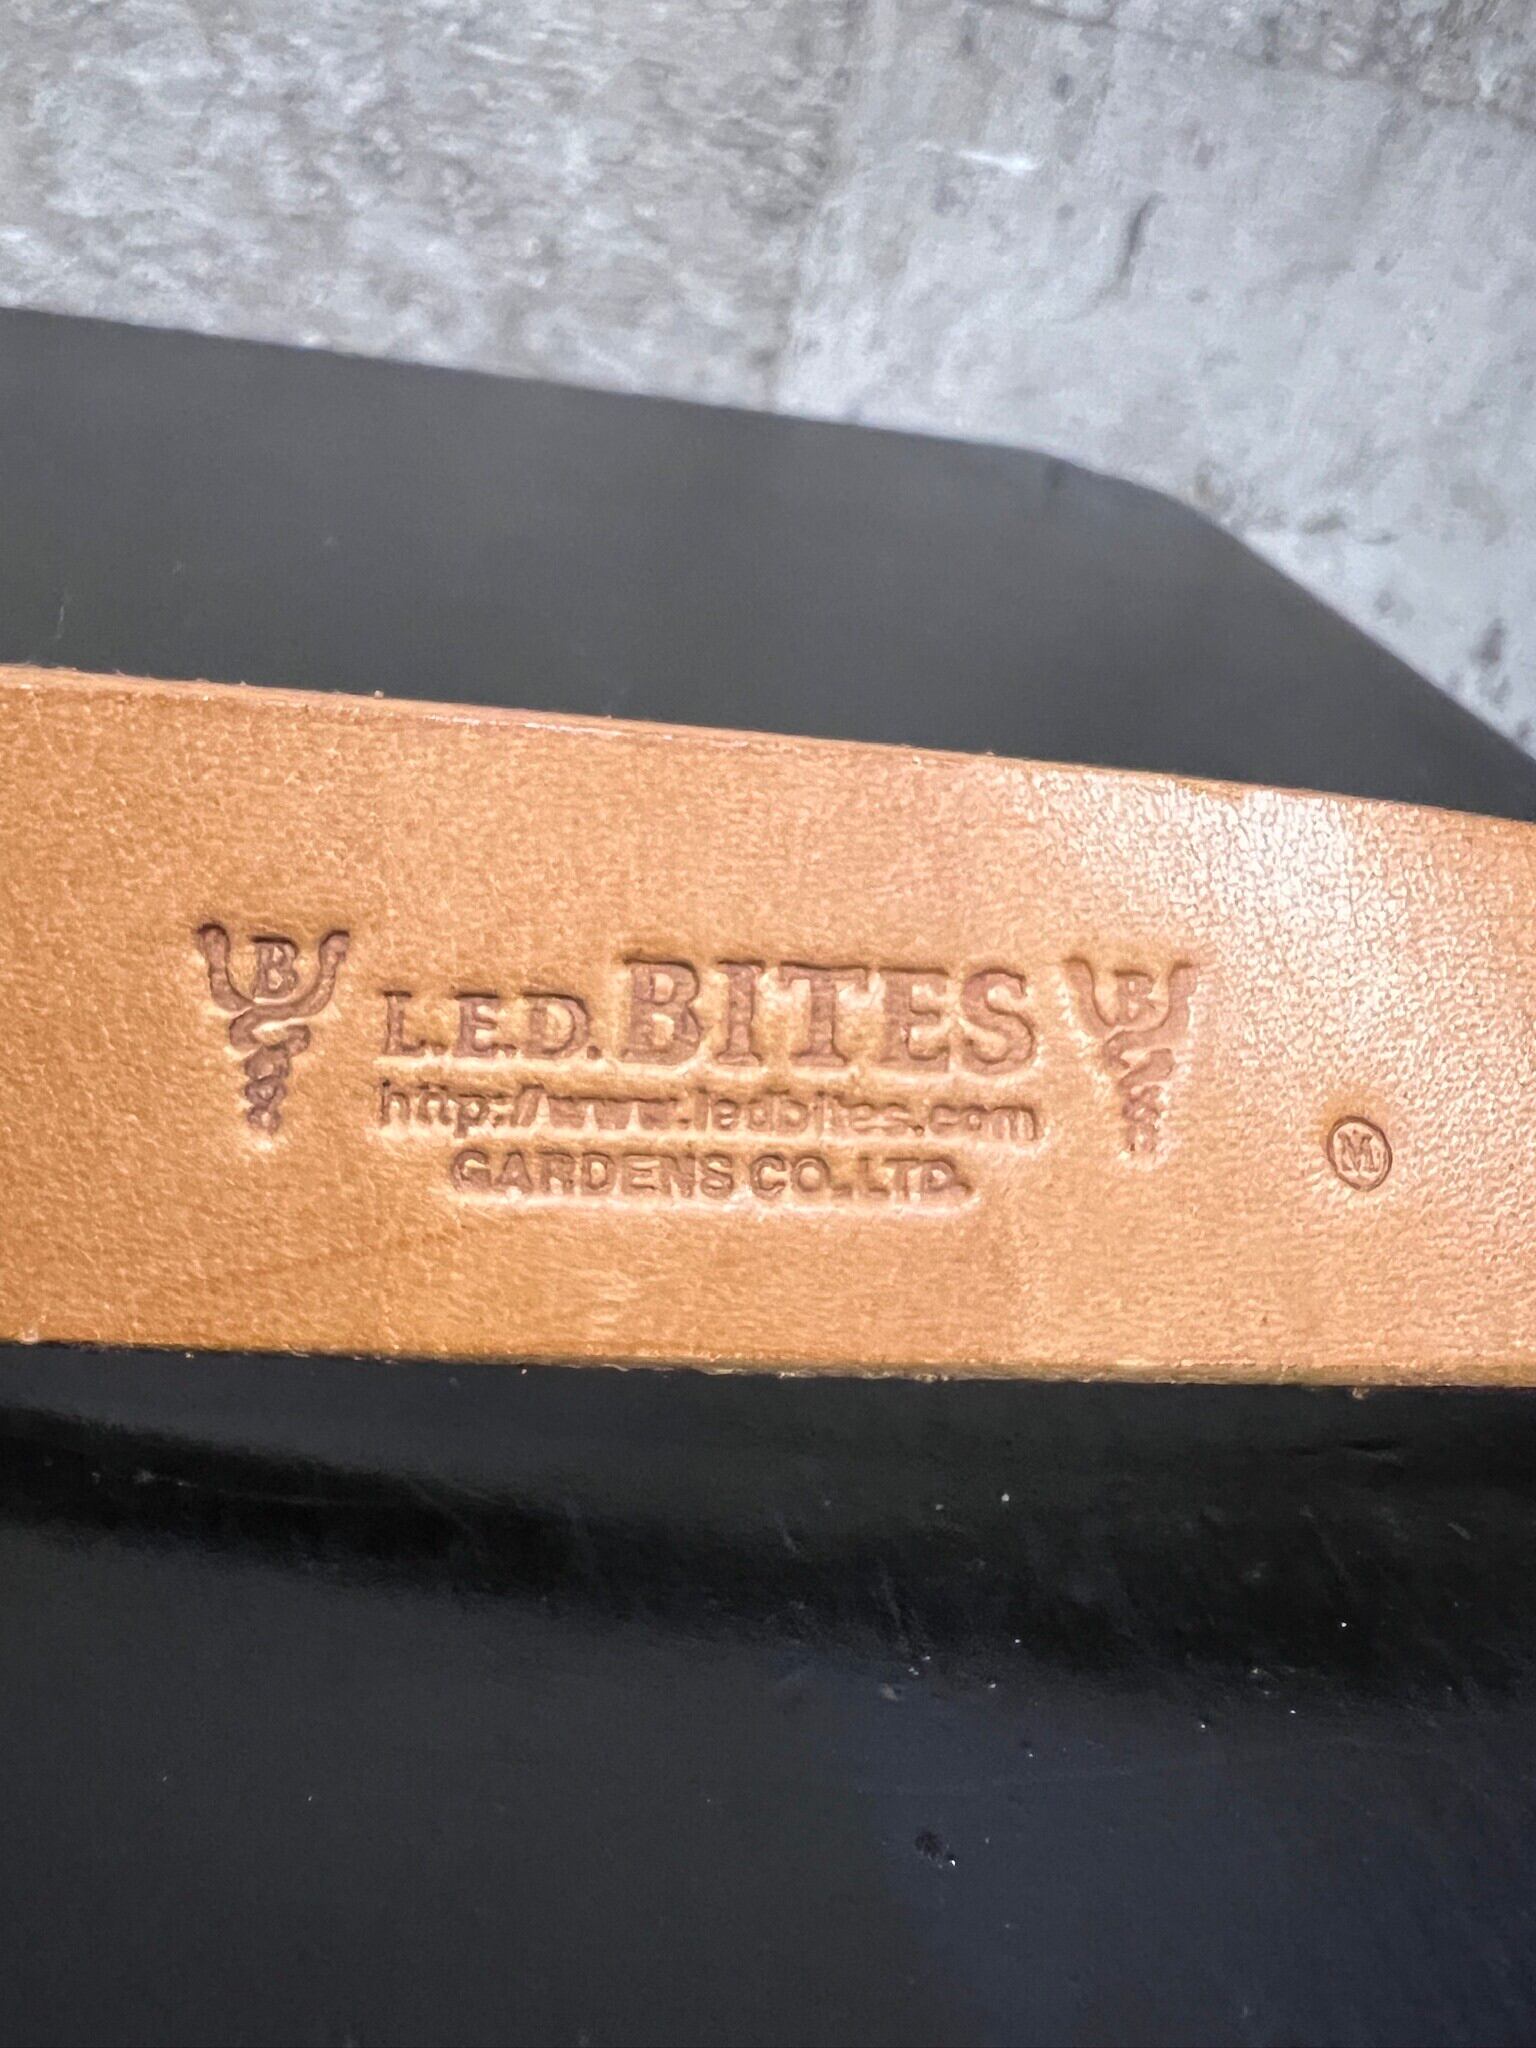 B L.E.D. BITES B
http://www.ledbites.com
GARDENS CO., LTD.
M